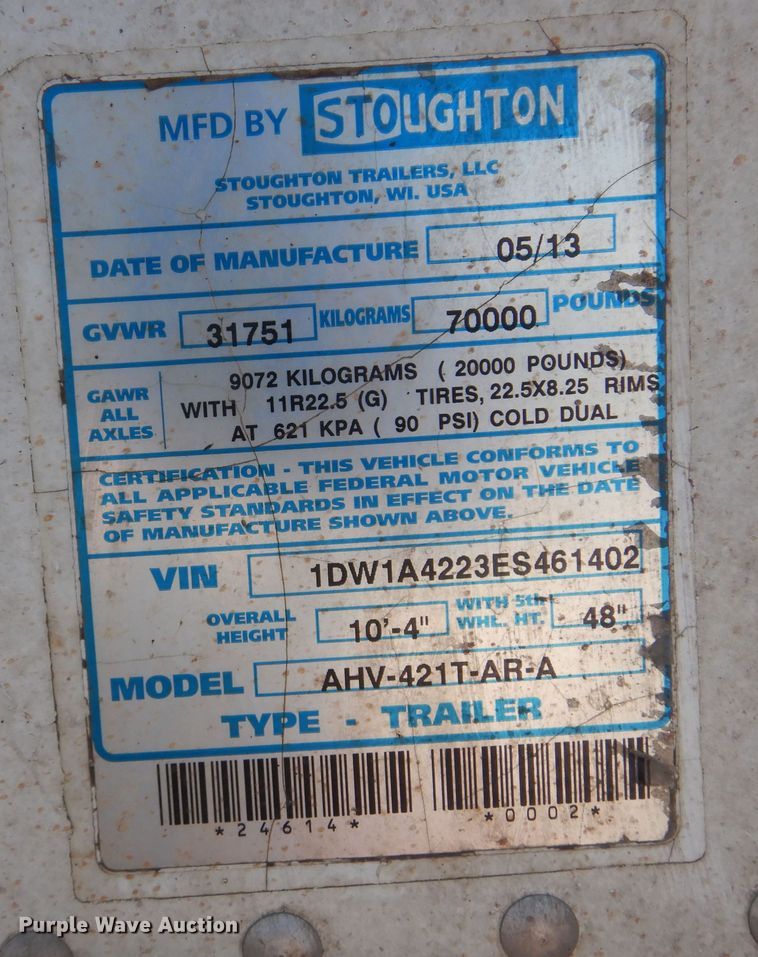 MFD BY STOUGHTON
STOUGHTON TRAILERS, LLC
STOUGHTON, WI. USA
DATE OF MANUFACTURE 05/13
GVWR 31751 KILOGRAMS 70000 POUNDS
GAWR ALL AXLES
9072 KILOGRAMS ( 20000 POUNDS)
WITH 11R22.5 (G) TIRES, 22.5X8.25 RIMS
AT 621 KPA ( 90 PSI) COLD DUAL
CERTIFICATION - THIS VEHICLE CONFORMS TO
ALL APPLICABLE FEDERAL MOTOR VEHICLE
SAFETY STANDARDS IN EFFECT ON THE DATE
OF MANUFACTURE SHOWN ABOVE.
VIN 1DW1A4223ES461402
OVERALL HEIGHT 10'-4" WITH 5th WHL. HT. 48"
MODEL AHV-421T-AR-A
TYPE - TRAILER
*24614* *0002*
Purple Wave Auction